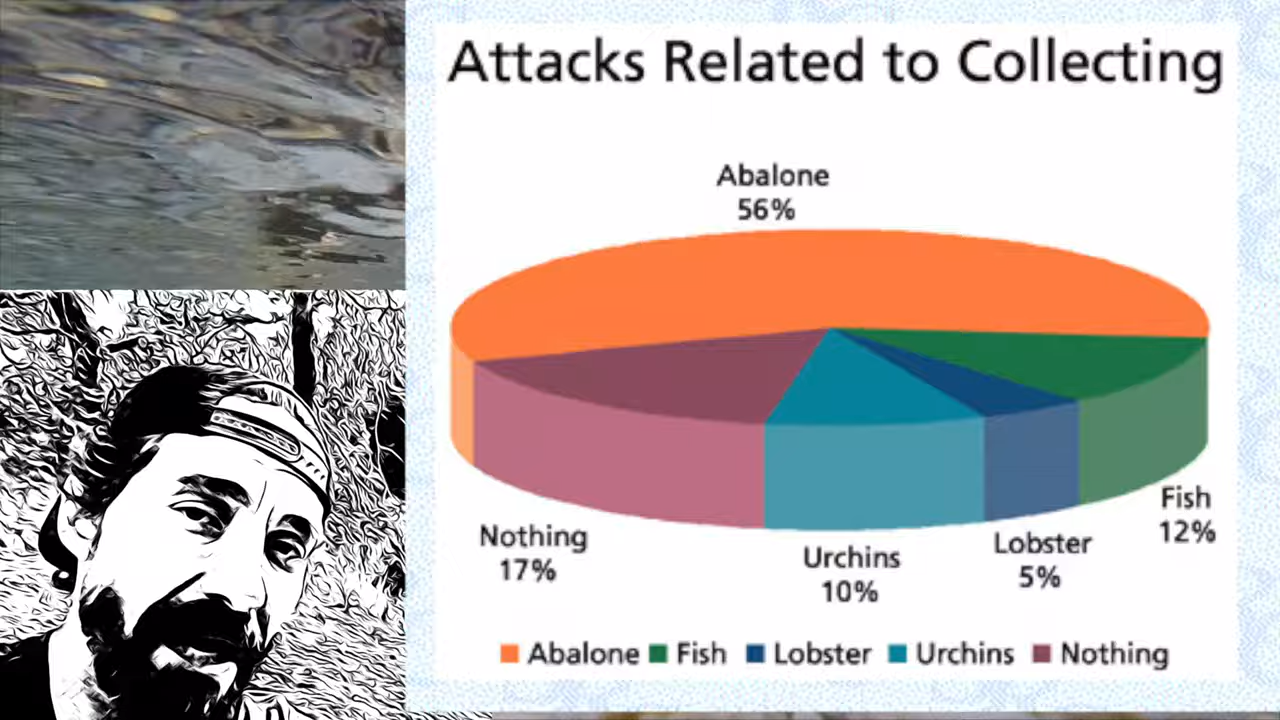 Attacks Related to Collecting
Abalone
56%
Fish
12%
Nothing
17%
Urchins
10%
Lobster
5%
Abalone Fish Lobster Urchins Nothing